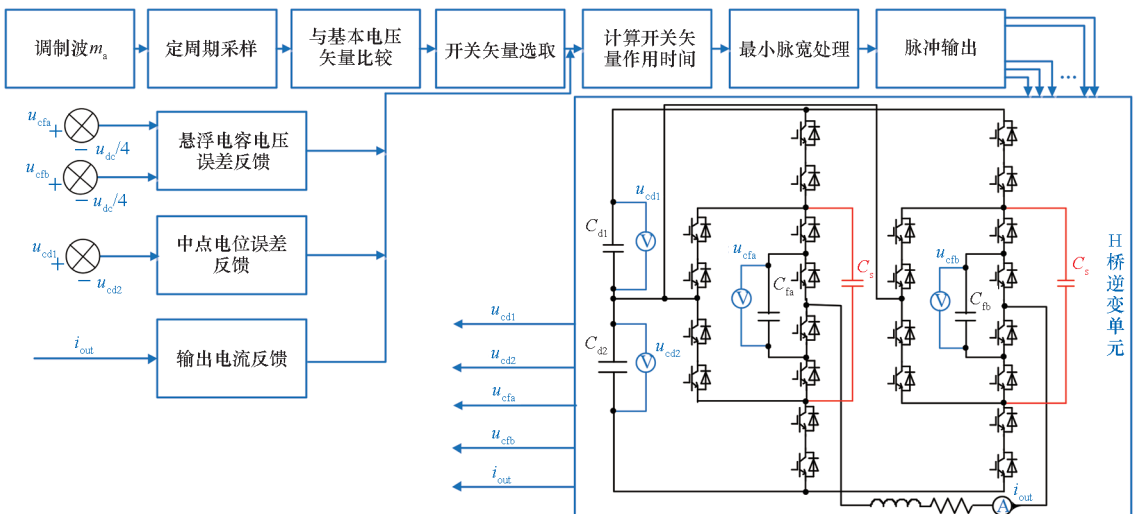 调制波mₐ
定周期采样
与基本电压
矢量比较
开关矢量选取
计算开关矢
量作用时间
最小脉宽处理
脉冲输出
...
u_cfa
+
− u_dc/4
u_cfb
+
− u_dc/4
悬浮电容电压
误差反馈
u_cd1
+
− u_cd2
中点电位误差
反馈
i_out
输出电流反馈
u_cd1
u_cd2
u_cfa
u_cfb
i_out
C_d1
u_cd1
V
C_d2
u_cd2
V
u_cfa
V
C_fa
C_s
u_cfb
V
C_fb
C_s
A
i_out
H桥逆变单元